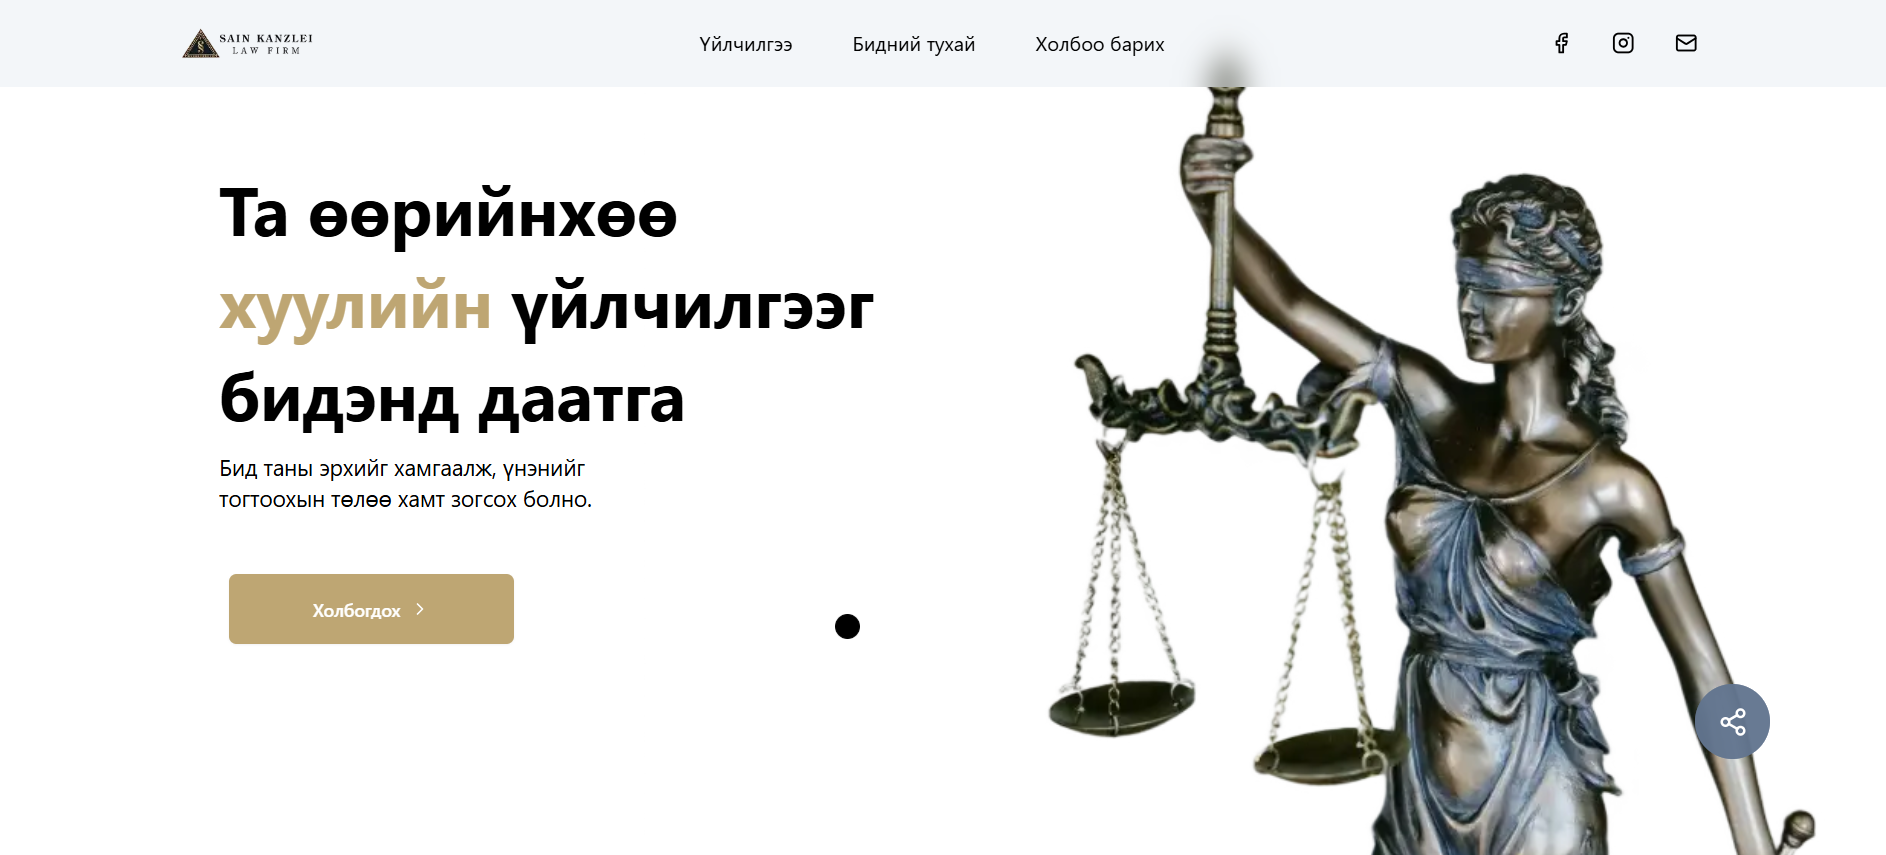 SAIN KANZLEI
LAW FIRM
Үйлчилгээ
Бидний тухай
Холбоо барих
Та өөрийнхөө
хуулийн үйлчилгээг
бидэнд даатга
Бид таны эрхийг хамгаалж, үнэнийг
тогтоохын төлөө хамт зогсох болно.
Холбогдох